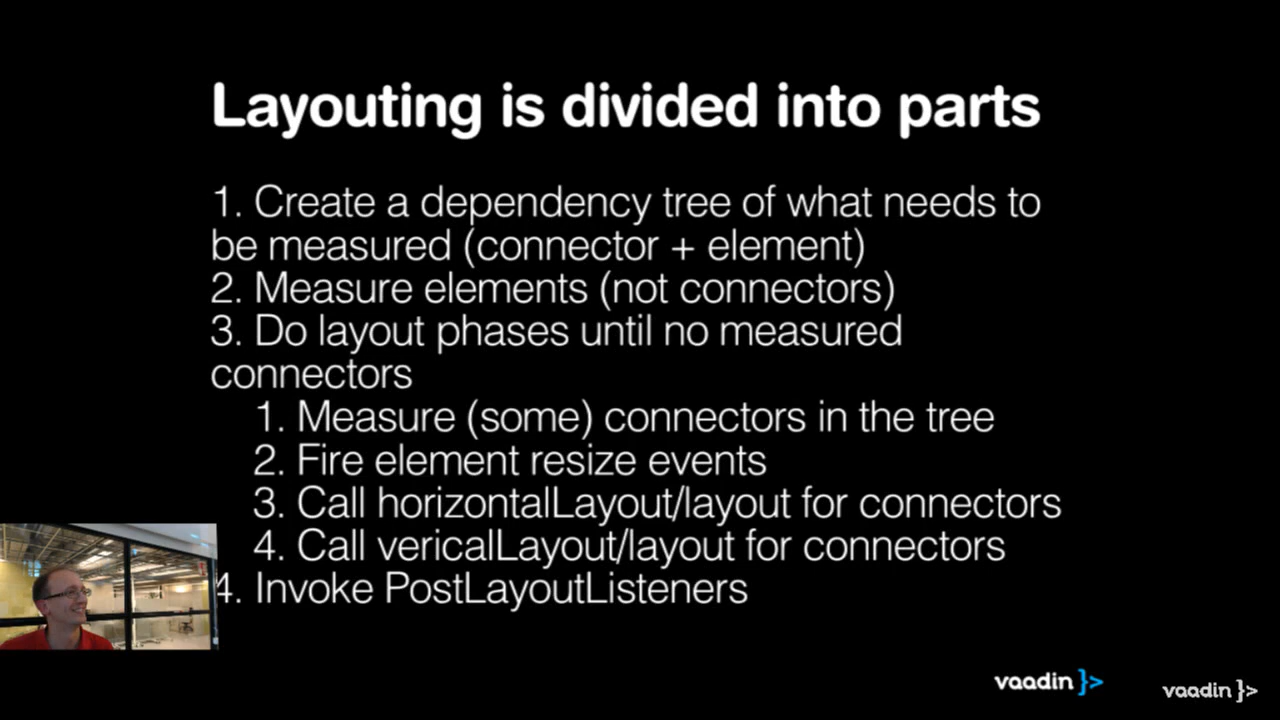 Layouting is divided into parts
1. Create a dependency tree of what needs to
be measured (connector + element)
2. Measure elements (not connectors)
3. Do layout phases until no measured
connectors
1. Measure (some) connectors in the tree
2. Fire element resize events
3. Call horizontalLayout/layout for connectors
4. Call vericalLayout/layout for connectors
4. Invoke PostLayoutListeners
vaadin }>
vaadin }>